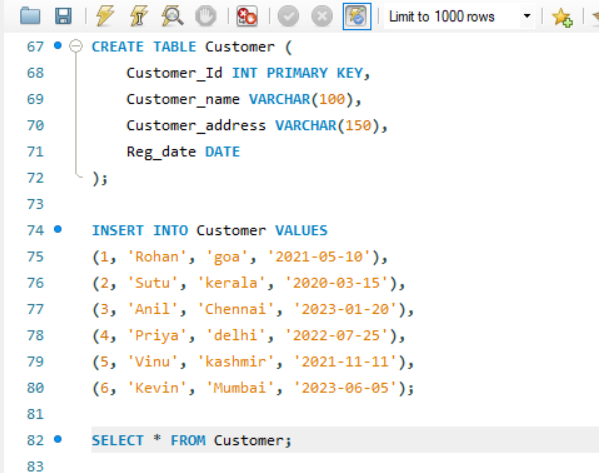 Limit to 1000 rows
67 CREATE TABLE Customer (
68 Customer_Id INT PRIMARY KEY,
69 Customer_name VARCHAR(100),
70 Customer_address VARCHAR(150),
71 Reg_date DATE
72 );
73
74 INSERT INTO Customer VALUES
75 (1, 'Rohan', 'goa', '2021-05-10'),
76 (2, 'Sutu', 'kerala', '2020-03-15'),
77 (3, 'Anil', 'Chennai', '2023-01-20'),
78 (4, 'Priya', 'delhi', '2022-07-25'),
79 (5, 'Vinu', 'kashmir', '2021-11-11'),
80 (6, 'Kevin', 'Mumbai', '2023-06-05');
81
82 SELECT * FROM Customer;
83